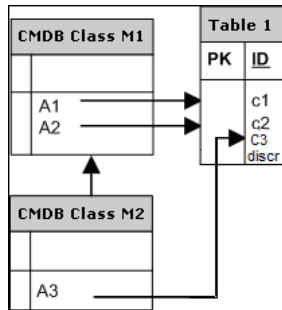 CMDB Class M1
A1
A2
Table 1
PK ID
c1
c2
C3
discr
CMDB Class M2
A3